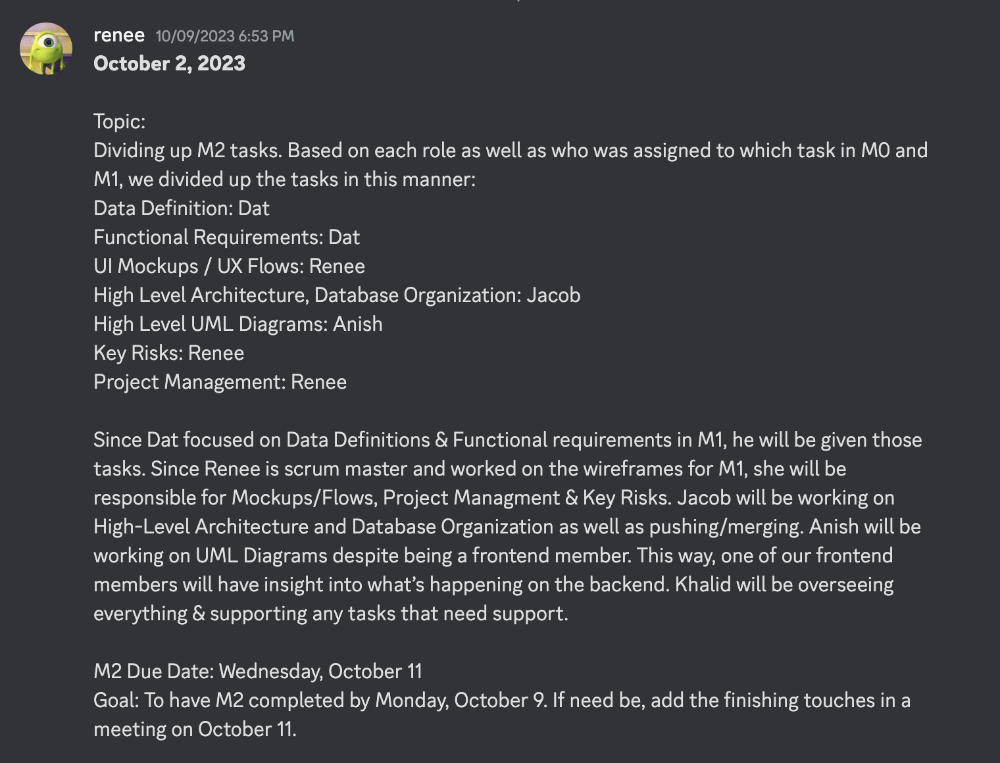 renee 10/09/2023 6:53 PM
October 2, 2023
Topic:
Dividing up M2 tasks. Based on each role as well as who was assigned to which task in M0 and
M1, we divided up the tasks in this manner:
Data Definition: Dat
Functional Requirements: Dat
UI Mockups / UX Flows: Renee
High Level Architecture, Database Organization: Jacob
High Level UML Diagrams: Anish
Key Risks: Renee
Project Management: Renee
Since Dat focused on Data Definitions & Functional requirements in M1, he will be given those
tasks. Since Renee is scrum master and worked on the wireframes for M1, she will be
responsible for Mockups/Flows, Project Managment & Key Risks. Jacob will be working on
High-Level Architecture and Database Organization as well as pushing/merging. Anish will be
working on UML Diagrams despite being a frontend member. This way, one of our frontend
members will have insight into what’s happening on the backend. Khalid will be overseeing
everything & supporting any tasks that need support.
M2 Due Date: Wednesday, October 11
Goal: To have M2 completed by Monday, October 9. If need be, add the finishing touches in a
meeting on October 11.